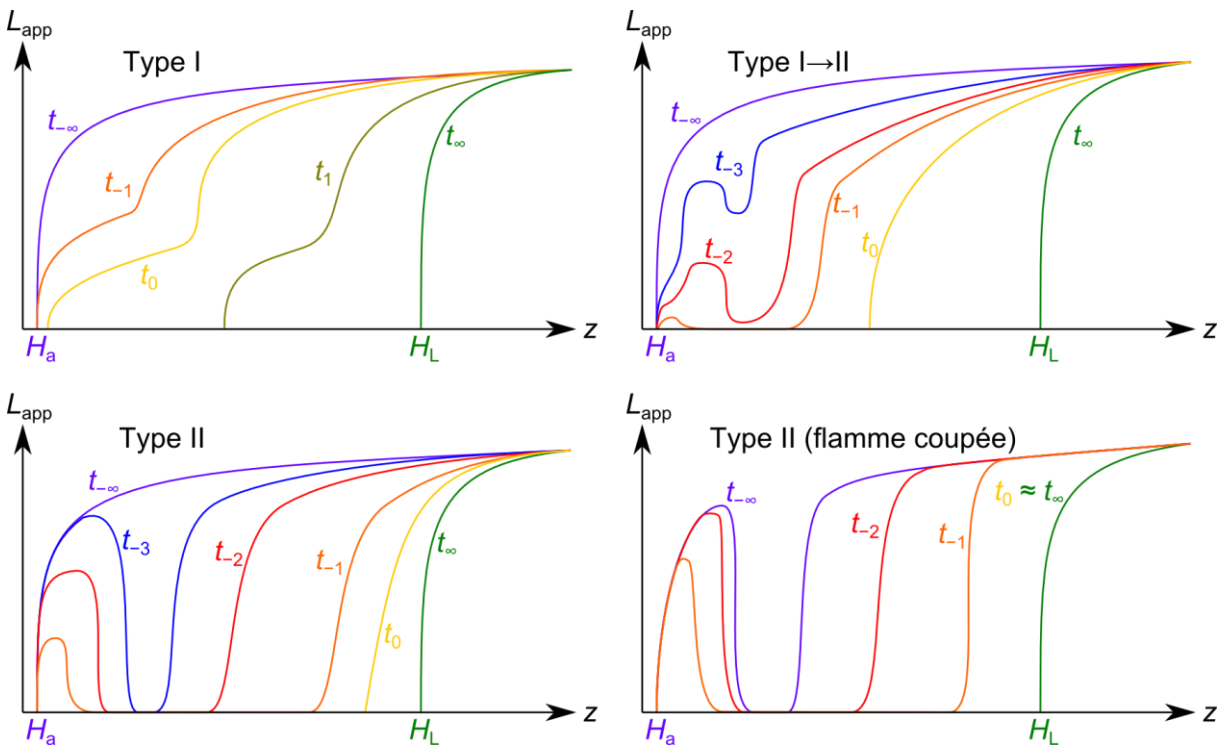 L_app
Type I
t_−∞
t_−1
t_0
t_1
t_∞
H_a
H_L
z
L_app
Type I→II
t_−∞
t_−3
t_−2
t_−1
t_0
t_∞
H_a
H_L
z
L_app
Type II
t_−∞
t_−3
t_−2
t_−1
t_0
t_∞
H_a
H_L
z
L_app
Type II (flamme coupée)
t_−∞
t_−2
t_−1
t_0 ≈ t_∞
H_a
H_L
z